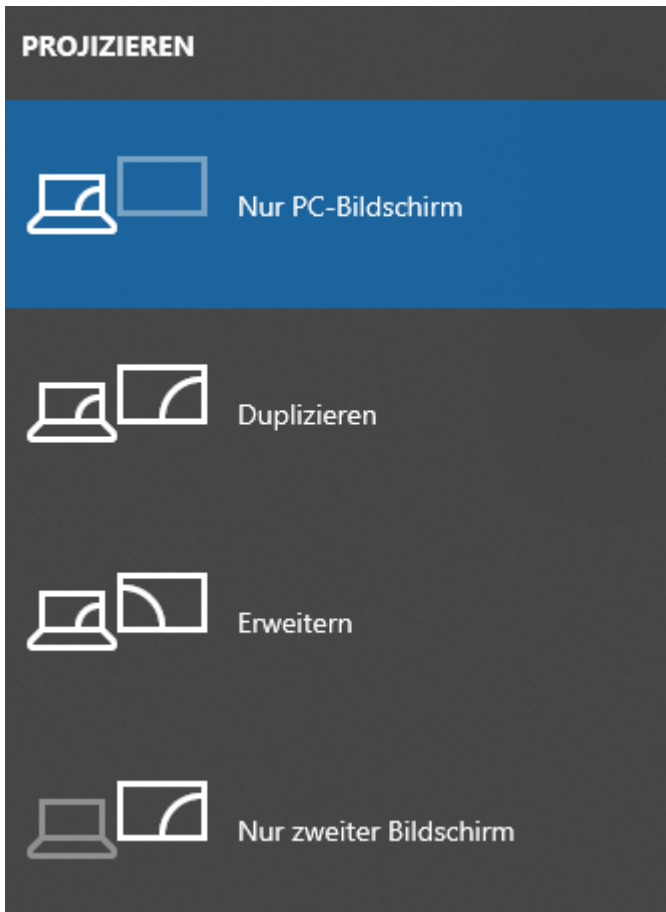 PROJIZIEREN
Nur PC-Bildschirm
Duplizieren
Erweitern
Nur zweiter Bildschirm